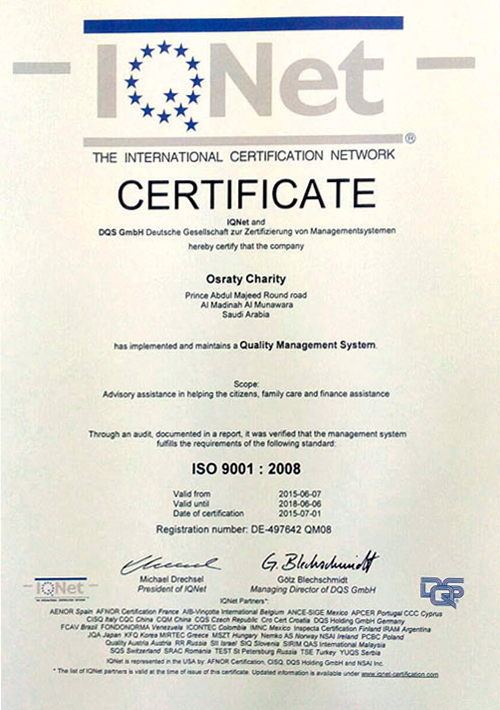 IQNet
®
THE INTERNATIONAL CERTIFICATION NETWORK
CERTIFICATE
IQNet and
DQS GmbH Deutsche Gesellschaft zur Zertifizierung von Managementsystemen
hereby certify that the company
Osraty Charity
Prince Abdul Majeed Round road
Al Madinah Al Munawara
Saudi Arabia
has implemented and maintains a Quality Management System.
Scope:
Advisory assistance in helping the citizens, family care and finance assistance
Through an audit, documented in a report, it was verified that the management system
fulfills the requirements of the following standard:
ISO 9001 : 2008
Valid from 2015-06-07
Valid until 2018-06-06
Date of certification 2015-07-01
Registration number: DE-497642 QM08
G. Blechschmidt
Michael Drechsel Götz Blechschmidt
President of IQNet Managing Director of DQS GmbH
IQNet
THE INTERNATIONAL CERTIFICATION NETWORK
DQS
IQNet Partners*:
AENOR Spain AFNOR Certification France AIB-Vinçotte International Belgium ANCE-SIGE Mexico APCER Portugal CCC Cyprus
CISQ Italy CQC China CQM China CQS Czech Republic Cro Cert Croatia DQS Holding GmbH Germany
FCAV Brazil FONDONORMA Venezuela ICONTEC Colombia IMNC Mexico Inspecta Certification Finland IRAM Argentina
JQA Japan KFQ Korea MIRTEC Greece MSZT Hungary Nemko AS Norway NSAI Ireland PCBC Poland
Quality Austria Austria RR Russia SII Israel SIQ Slovenia SIRIM QAS International Malaysia
SQS Switzerland SRAC Romania TEST St Petersburg Russia TSE Turkey YUQS Serbia
IQNet is represented in the USA by: AFNOR Certification, CISQ, DQS Holding GmbH and NSAI Inc.
* The list of IQNet partners is valid at the time of issue of this certificate. Updated information is available under www.iqnet-certification.com